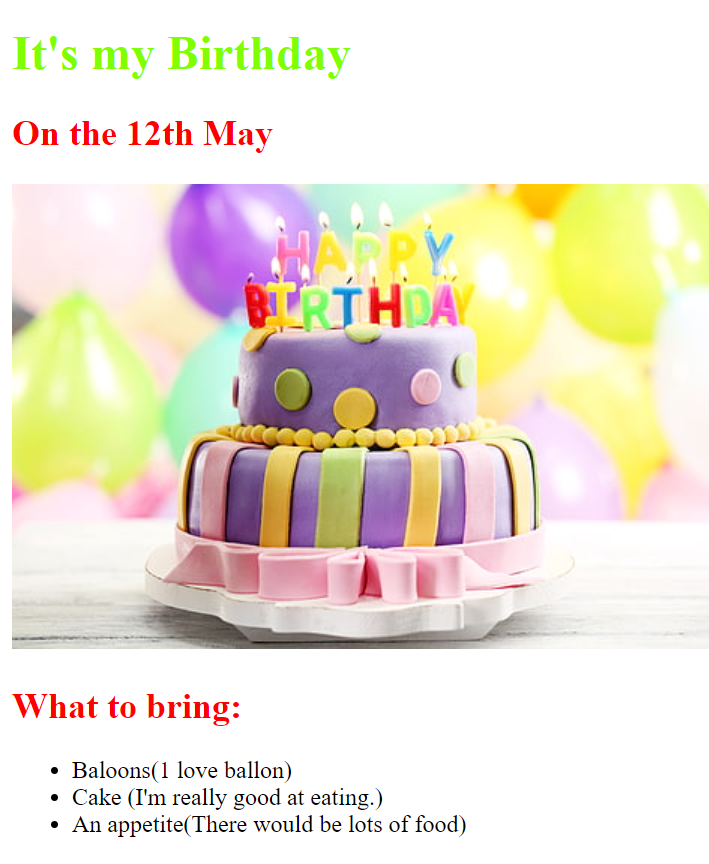 It's my Birthday
On the 12th May
HAPPY
BIRTHDAY
What to bring:
Baloons(1 love ballon)
Cake (I'm really good at eating.)
An appetite(There would be lots of food)